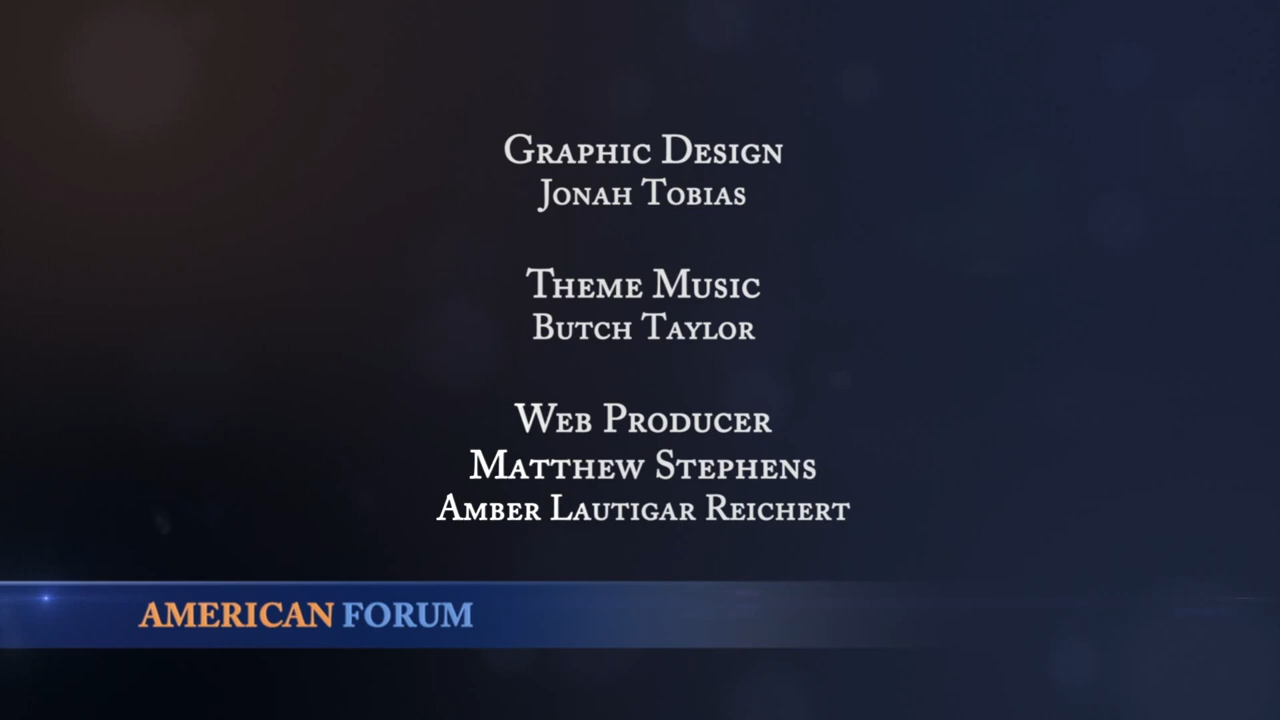 Graphic Design
Jonah Tobias
Theme Music
Butch Taylor
Web Producer
Matthew Stephens
Amber Lautigar Reichert
AMERICAN FORUM